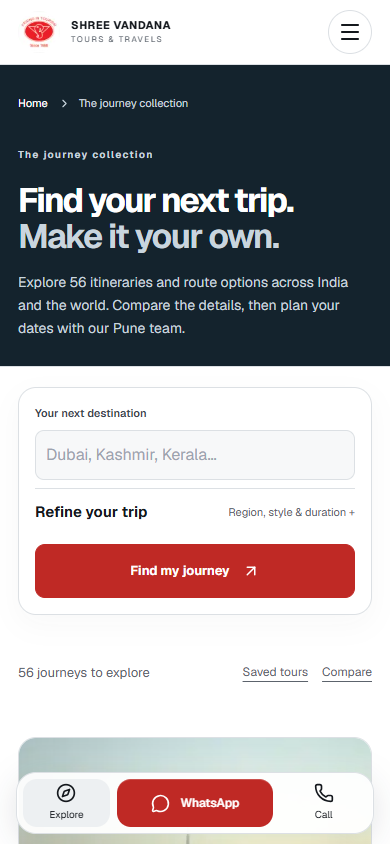 SHREE VANDANA
TOURS & TRAVELS
Home > The journey collection
The journey collection
Find your next trip.
Make it your own.
Explore 56 itineraries and route options across India
and the world. Compare the details, then plan your
dates with our Pune team.
Your next destination
Dubai, Kashmir, Kerala...
Refine your trip
Region, style & duration +
Find my journey
56 journeys to explore
Saved tours
Compare
Explore
WhatsApp
Call